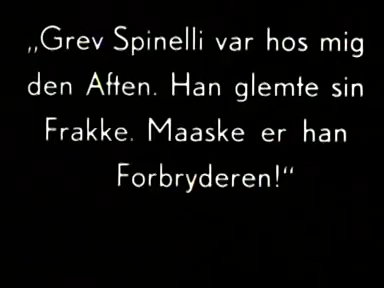 „Grev Spinelli var hos mig
den Aften. Han glemte sin
Frakke. Maaske er han
Forbryderen!“